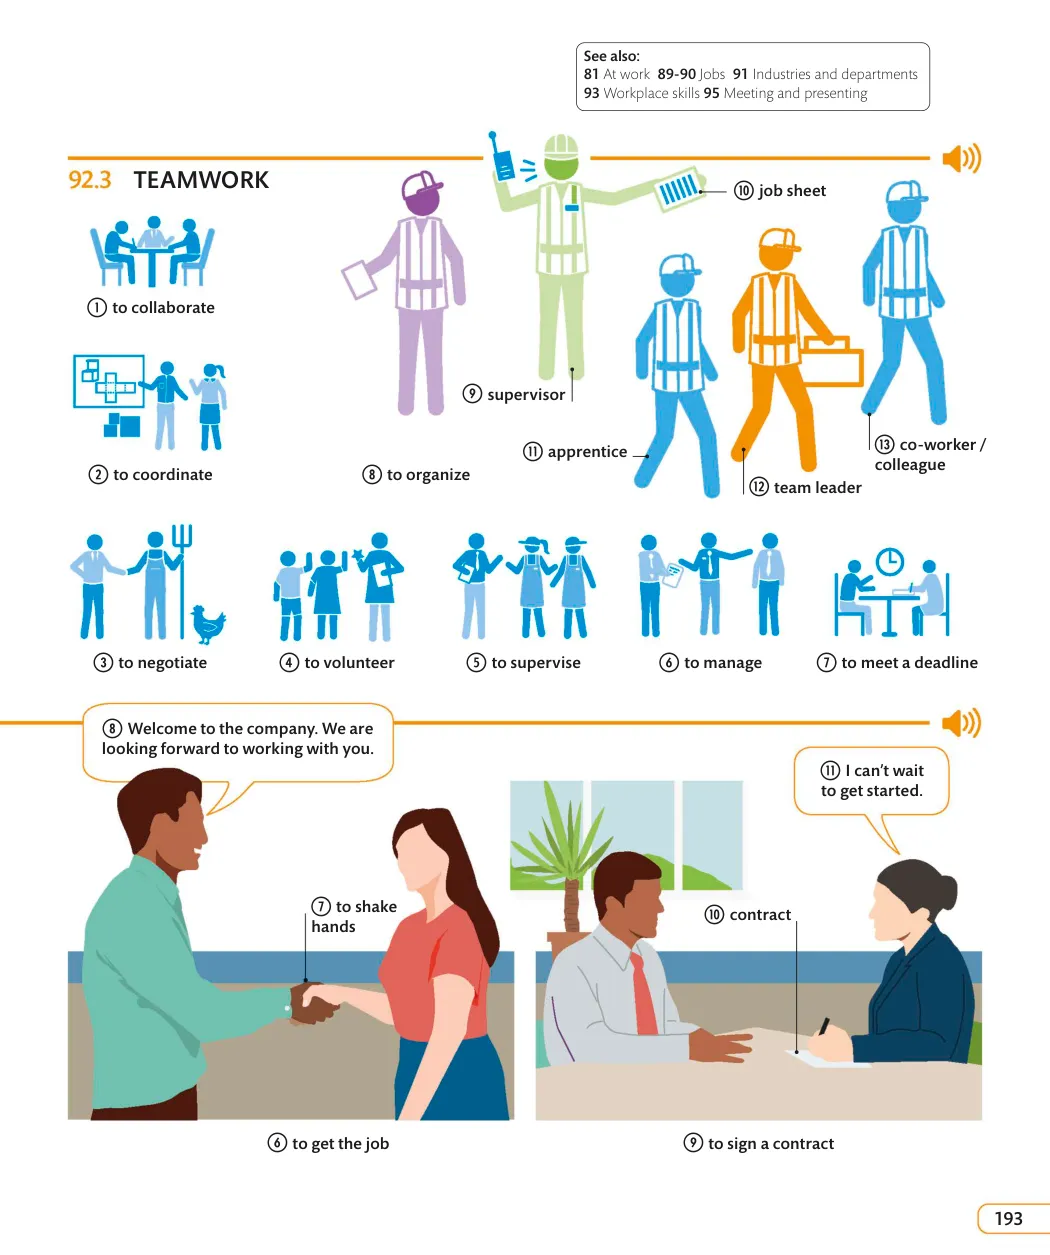 See also:
81 At work 89-90 Jobs 91 Industries and departments
93 Workplace skills 95 Meeting and presenting
92.3 TEAMWORK
① to collaborate
② to coordinate
⑧ to organize
⑨ supervisor
⑩ job sheet
⑪ apprentice
⑫ team leader
⑬ co-worker /
colleague
③ to negotiate
④ to volunteer
⑤ to supervise
⑥ to manage
⑦ to meet a deadline
⑧ Welcome to the company. We are
looking forward to working with you.
⑦ to shake
hands
⑥ to get the job
⑪ I can't wait
to get started.
⑩ contract
⑨ to sign a contract
193